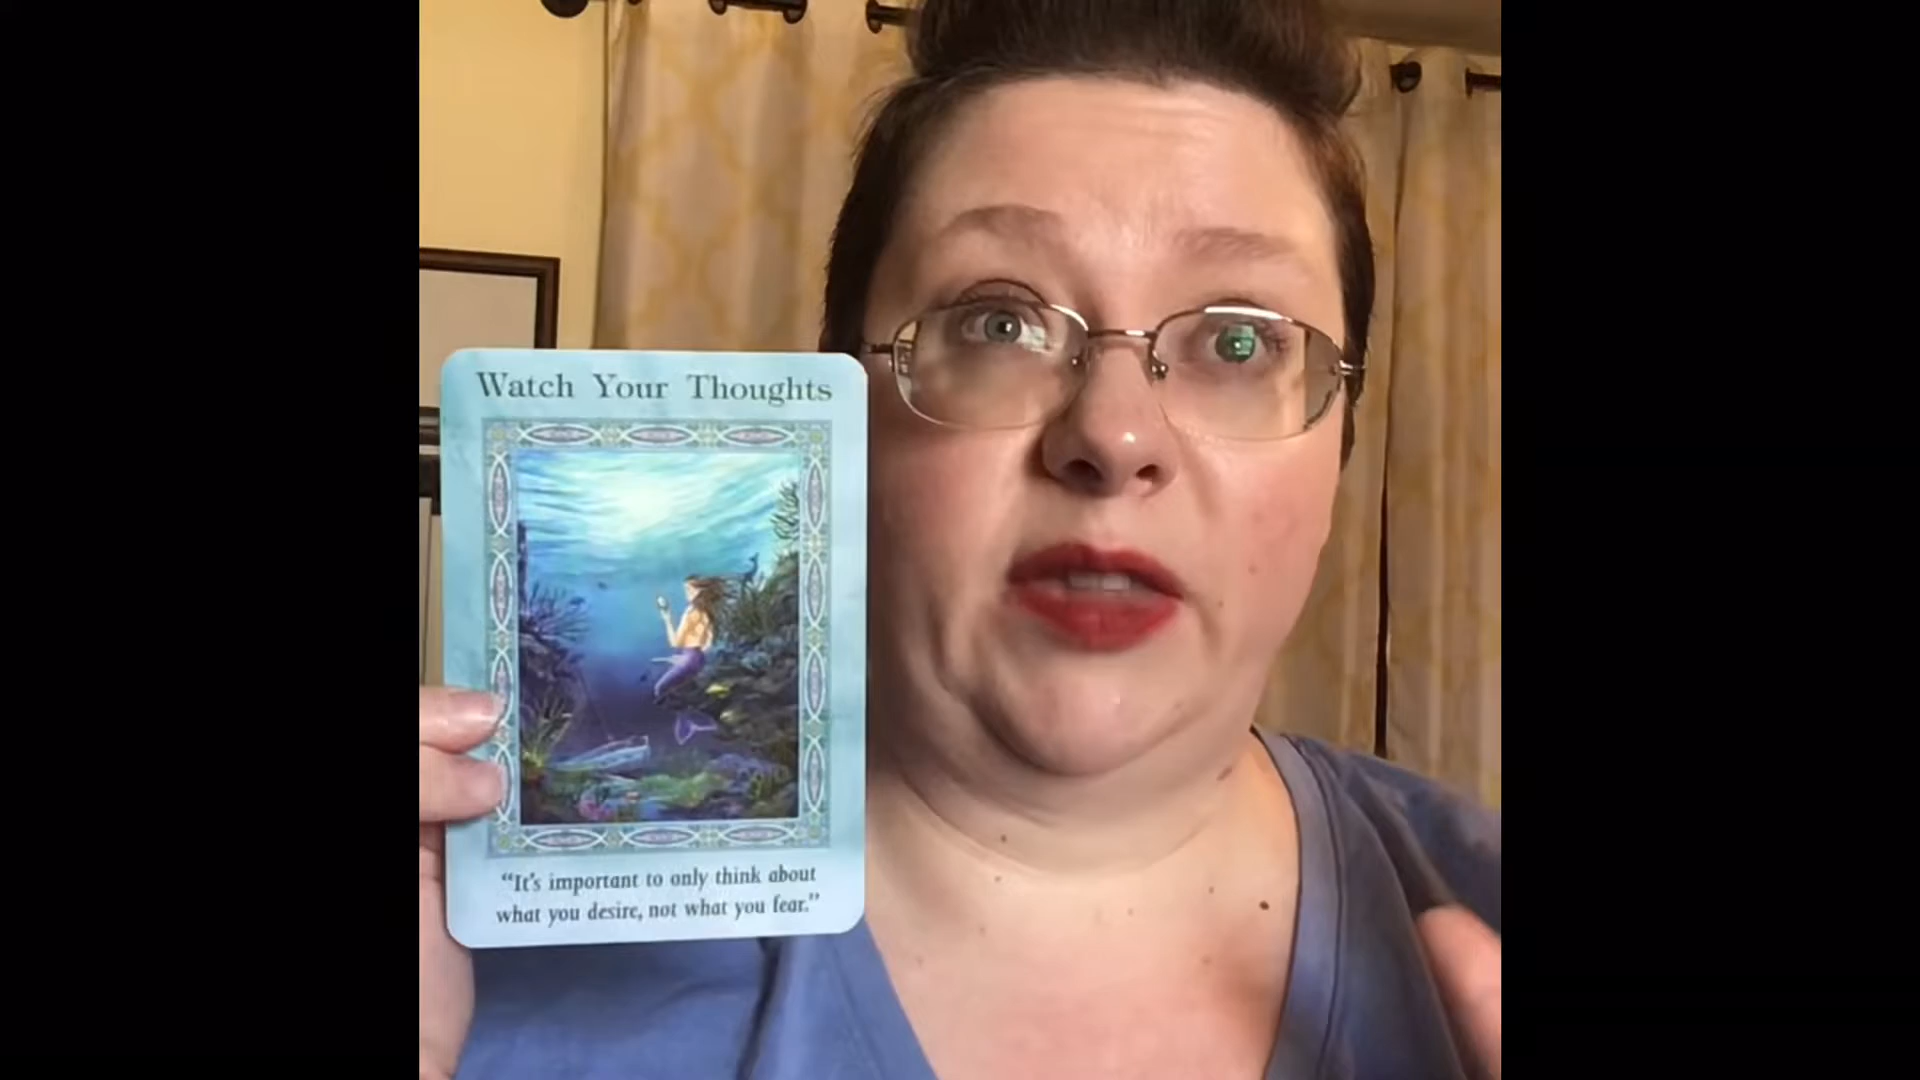 Watch Your Thoughts
“It’s important to only think about
what you desire, not what you fear.”